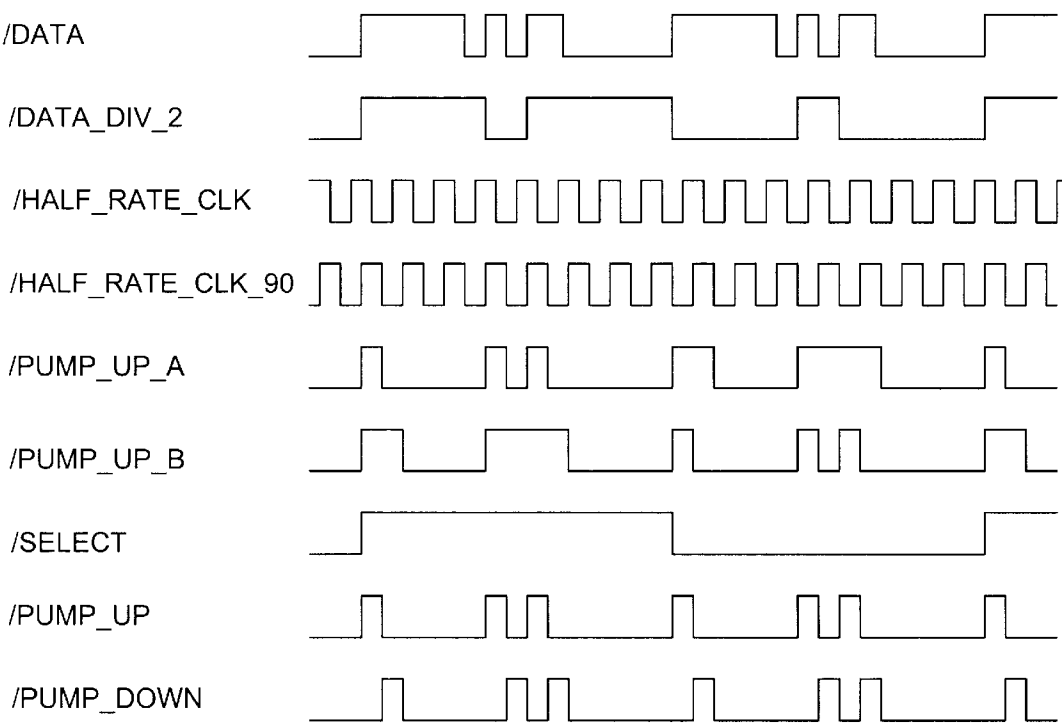 /DATA
/DATA_DIV_2
/HALF_RATE_CLK
/HALF_RATE_CLK_90
/PUMP_UP_A
/PUMP_UP_B
/SELECT
/PUMP_UP
/PUMP_DOWN